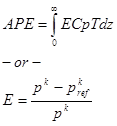 APE = ∫₀^∞ ECpTdz
– or –
E = (p^k − p^k_ref) / p^k